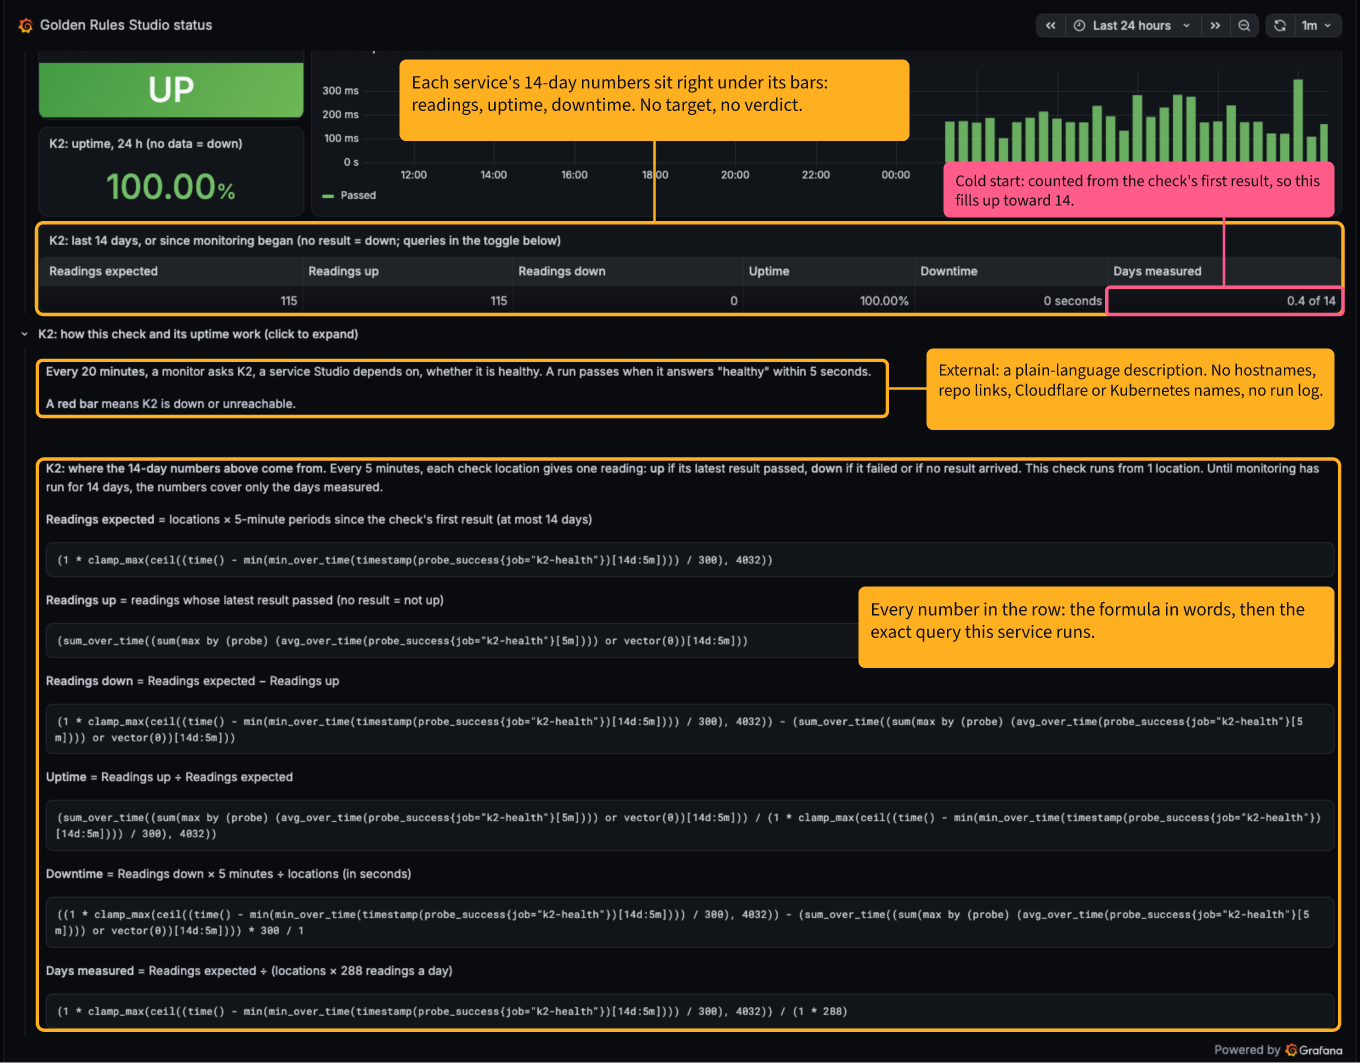 Golden Rules Studio status
Last 24 hours
1m
UP
Each service's 14-day numbers sit right under its bars:
readings, uptime, downtime. No target, no verdict.
300 ms
200 ms
100 ms
0 s
12:00
14:00
16:00
18:00
20:00
22:00
00:00
Passed
K2: uptime, 24 h (no data = down)
100.00%
Cold start: counted from the check's first result, so this
fills up toward 14.
K2: last 14 days, or since monitoring began (no result = down; queries in the toggle below)
Readings expected Readings up Readings down Uptime Downtime Days measured
115 115 0 100.00% 0 seconds 0.4 of 14
K2: how this check and its uptime work (click to expand)
Every 20 minutes, a monitor asks K2, a service Studio depends on, whether it is healthy. A run passes when it answers "healthy" within 5 seconds.
A red bar means K2 is down or unreachable.
External: a plain-language description. No hostnames,
repo links, Cloudflare or Kubernetes names, no run log.
K2: where the 14-day numbers above come from. Every 5 minutes, each check location gives one reading: up if its latest result passed, down if it failed or if no result arrived. This check runs from 1 location. Until monitoring has
run for 14 days, the numbers cover only the days measured.
Readings expected = locations × 5-minute periods since the check's first result (at most 14 days)
(1 * clamp_max(ceil((time() - min(min_over_time(timestamp(probe_success{job="k2-health"})[14d:5m]))) / 300), 4032))
Readings up = readings whose latest result passed (no result = not up)
(sum_over_time((sum(max by (probe) (avg_over_time(probe_success{job="k2-health"}[5m]))) or vector(0))[14d:5m]))
Every number in the row: the formula in words, then the
exact query this service runs.
Readings down = Readings expected − Readings up
(1 * clamp_max(ceil((time() - min(min_over_time(timestamp(probe_success{job="k2-health"})[14d:5m]))) / 300), 4032)) - (sum_over_time((sum(max by (probe) (avg_over_time(probe_success{job="k2-health"}[5
m]))) or vector(0))[14d:5m]))
Uptime = Readings up ÷ Readings expected
(sum_over_time((sum(max by (probe) (avg_over_time(probe_success{job="k2-health"}[5m]))) or vector(0))[14d:5m])) / (1 * clamp_max(ceil((time() - min(min_over_time(timestamp(probe_success{job="k2-health"})
[14d:5m]))) / 300), 4032))
Downtime = Readings down × 5 minutes ÷ locations (in seconds)
((1 * clamp_max(ceil((time() - min(min_over_time(timestamp(probe_success{job="k2-health"})[14d:5m]))) / 300), 4032)) - (sum_over_time((sum(max by (probe) (avg_over_time(probe_success{job="k2-health"}[5
m]))) or vector(0))[14d:5m]))) * 300 / 1
Days measured = Readings expected ÷ (locations × 288 readings a day)
(1 * clamp_max(ceil((time() - min(min_over_time(timestamp(probe_success{job="k2-health"})[14d:5m]))) / 300), 4032)) / (1 * 288)
Powered by Grafana